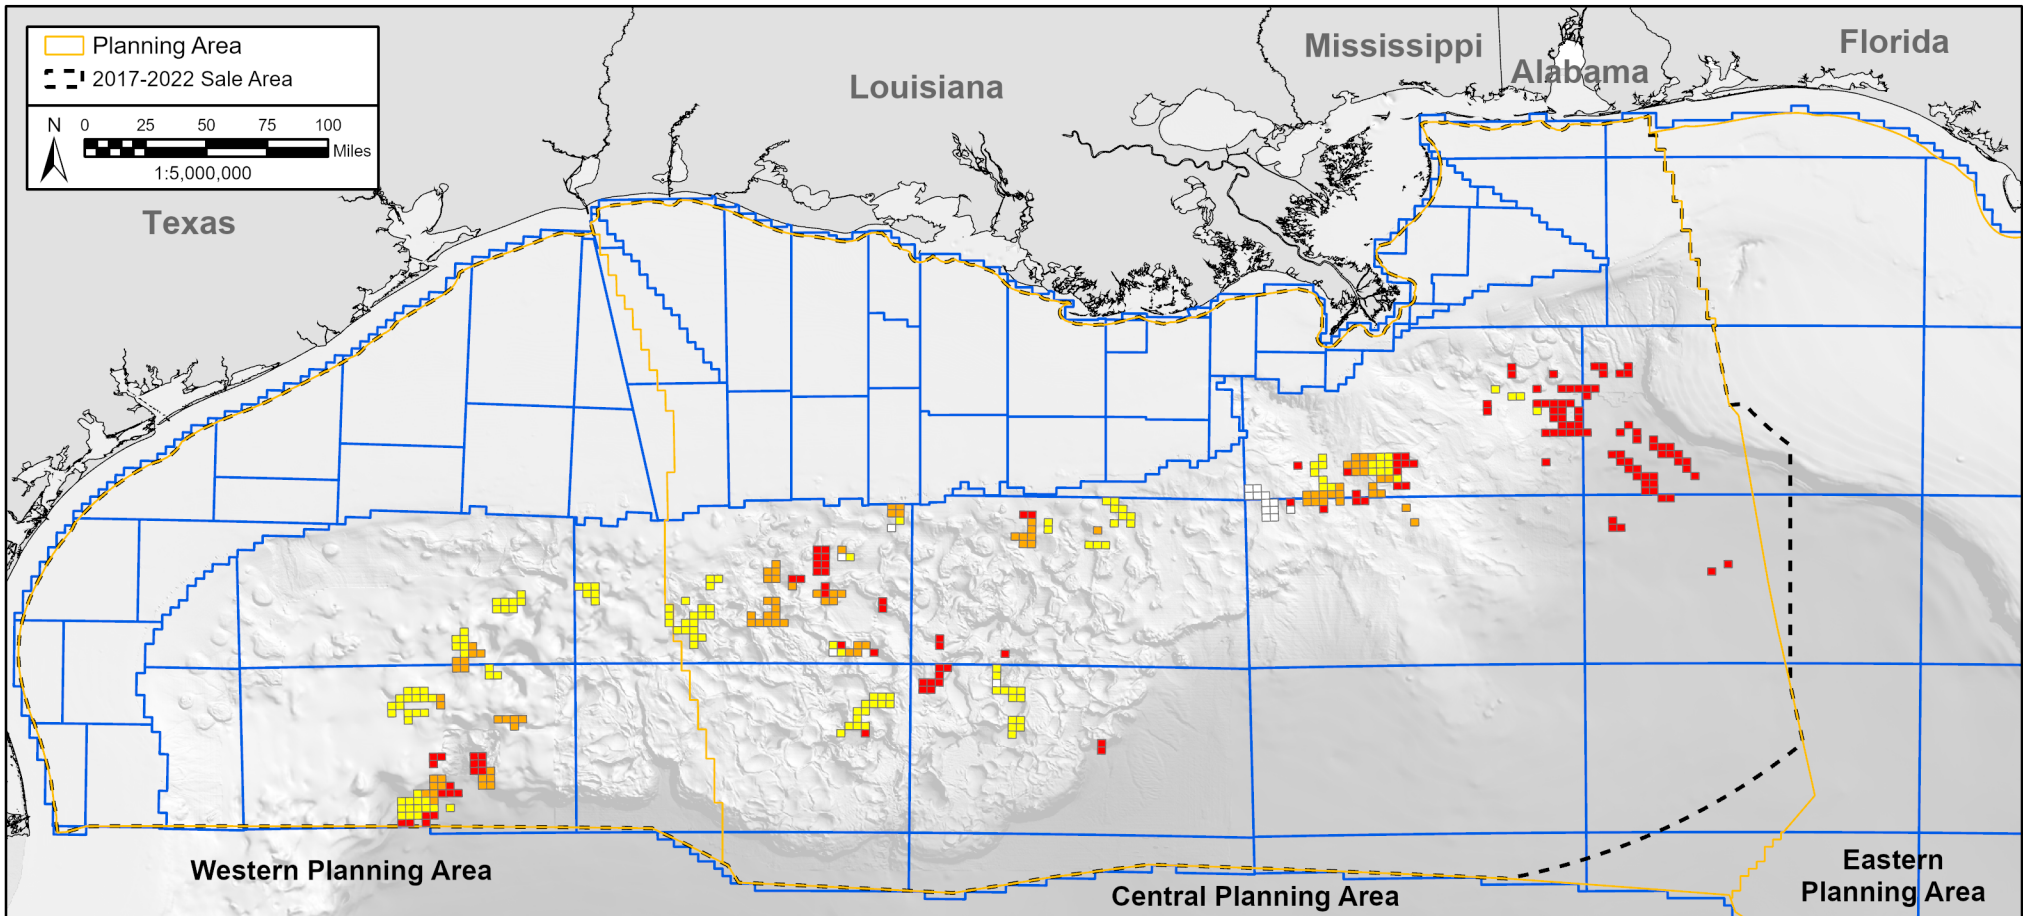 Planning Area
2017-2022 Sale Area
N
0 25 50 75 100
Miles
1:5,000,000
Texas
Louisiana
Mississippi
Alabama
Florida
Western Planning Area
Central Planning Area
Eastern
Planning Area